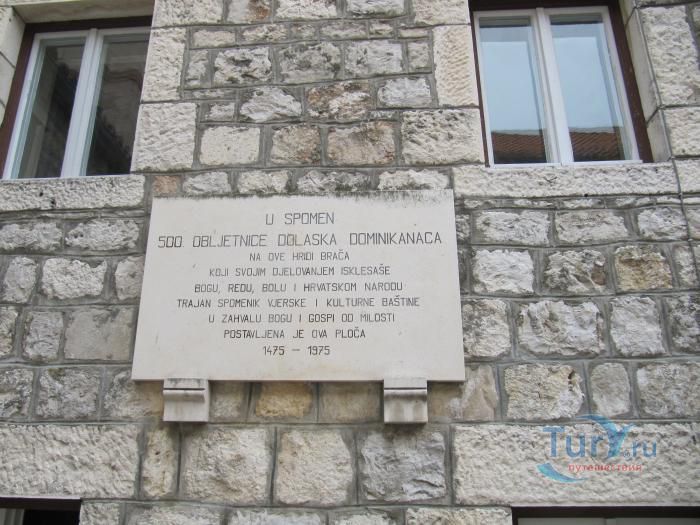 U SPOMEN
500 OBLJETNICE DOLASKA DOMINIKANACA
NA OVE HRIDI BRAČA
KOJI SVOJIM DJELOVANJEM ISKLESAŠE
BOGU, REDU, BOLU I HRVATSKOM NARODU
TRAJAN SPOMENIK VJERSKE I KULTURNE BAŠTINE
U ZAHVALU BOGU I GOSPI OD MILOSTI
POSTAVLJENA JE OVA PLOČA
1475 – 1975
TurY.ru
путешествия